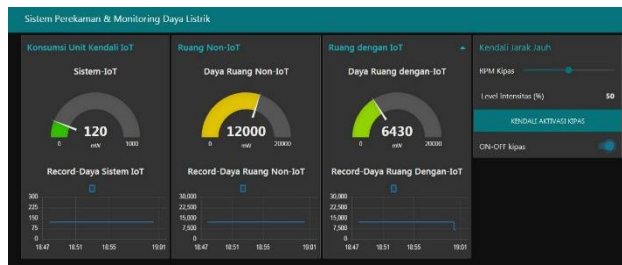 Sistem Perekaman & Monitoring Daya Listrik
Konsumsi Unit Kendali IoT
Sistem-IoT
120
0 mW 1000
Record-Daya Sistem IoT
300
225
150
75
0
18:47 18:51 18:55 19:01
Ruang Non-IoT
Daya Ruang Non-IoT
12000
0 mW 20000
Record-Daya Ruang Non-IoT
30,000
22,500
15,000
7,500
0
18:47 18:51 18:55 19:01
Ruang dengan IoT
Daya Ruang dengan-IoT
6430
0 mW 20000
Record-Daya Ruang Dengan-IoT
30,000
22,500
15,000
7,500
0
18:47 18:51 18:55 19:01
Kendali Jarak Jauh
RPM Kipas
Level Intensitas (%) 50
KENDALI AKTIVASI KIPAS
ON-OFF kipas